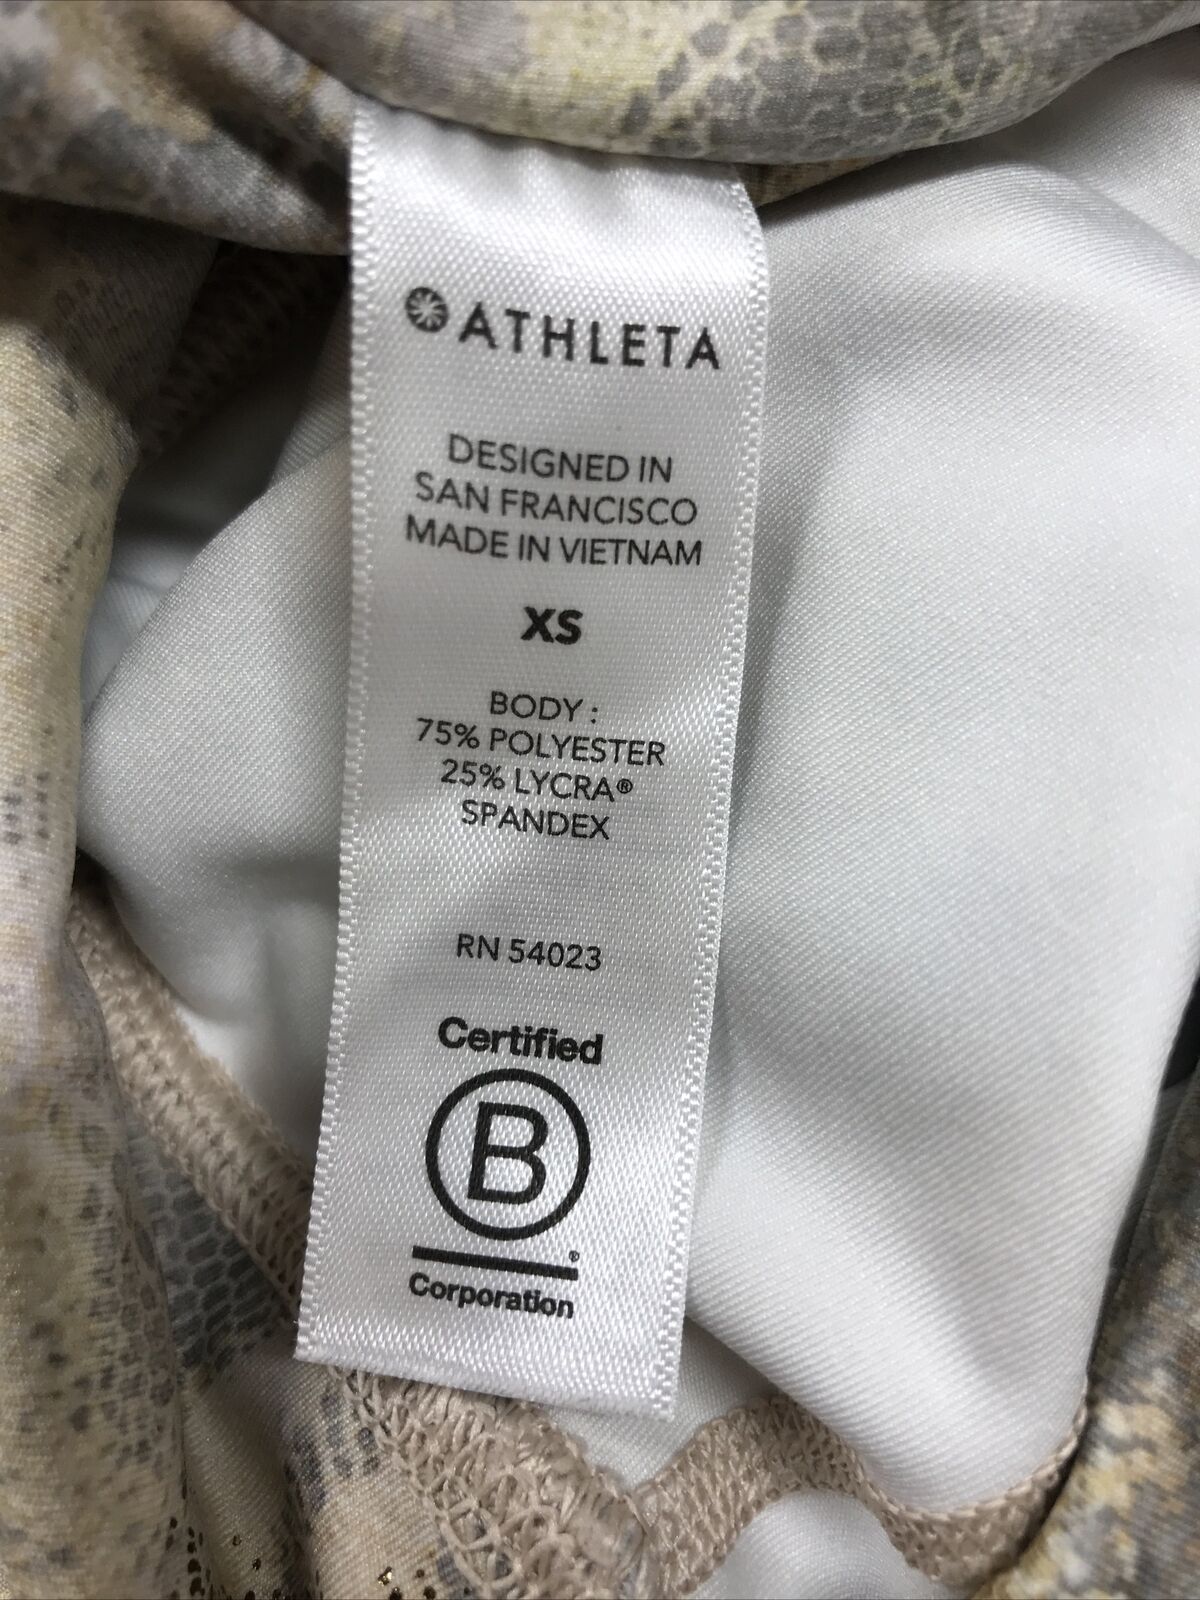 ATHLETA
DESIGNED IN
SAN FRANCISCO
MADE IN VIETNAM
XS
BODY :
75% POLYESTER
25% LYCRA®
SPANDEX
RN 54023
Certified
B
®
Corporation